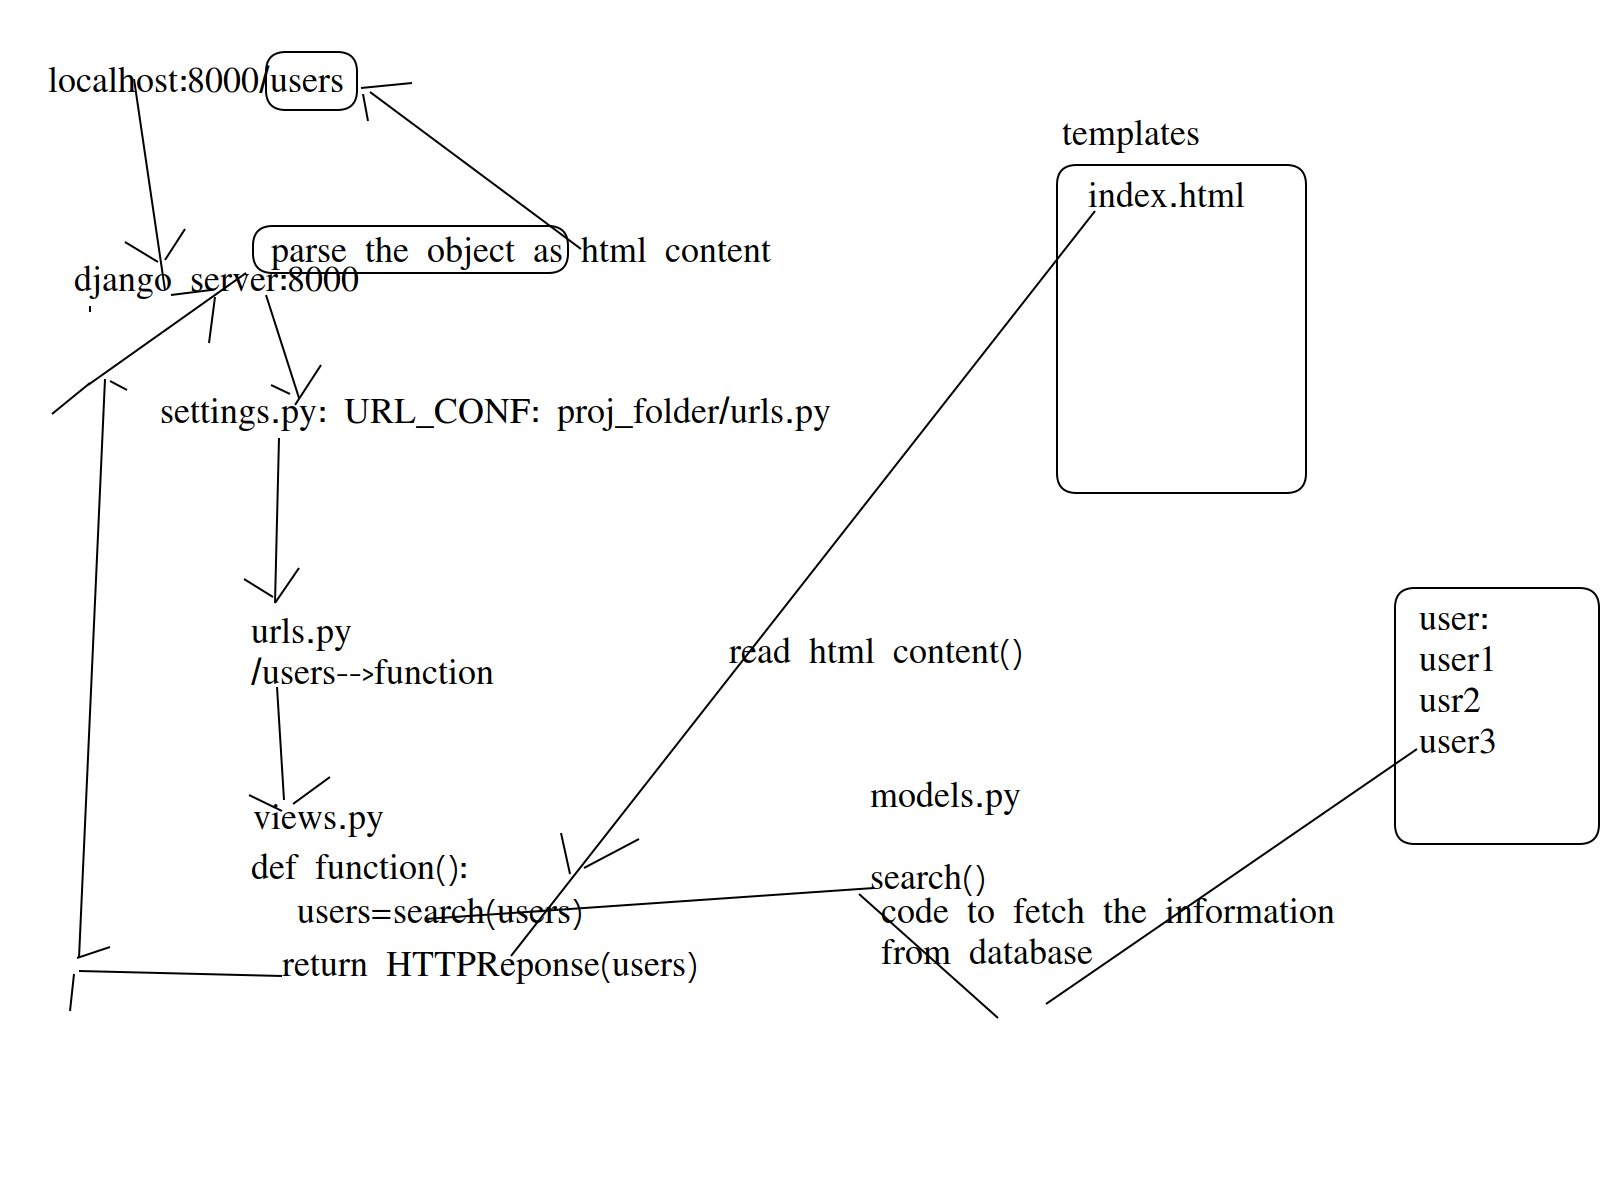 localhost:8000/users
templates
index.html
parse the object as html content
django server:8000
settings.py: URL_CONF: proj_folder/urls.py
urls.py
/users-->function
read html content()
user:
user1
usr2
user3
models.py
views.py
def function():
search()
users=search(users)
code to fetch the information
from database
return HTTPReponse(users)